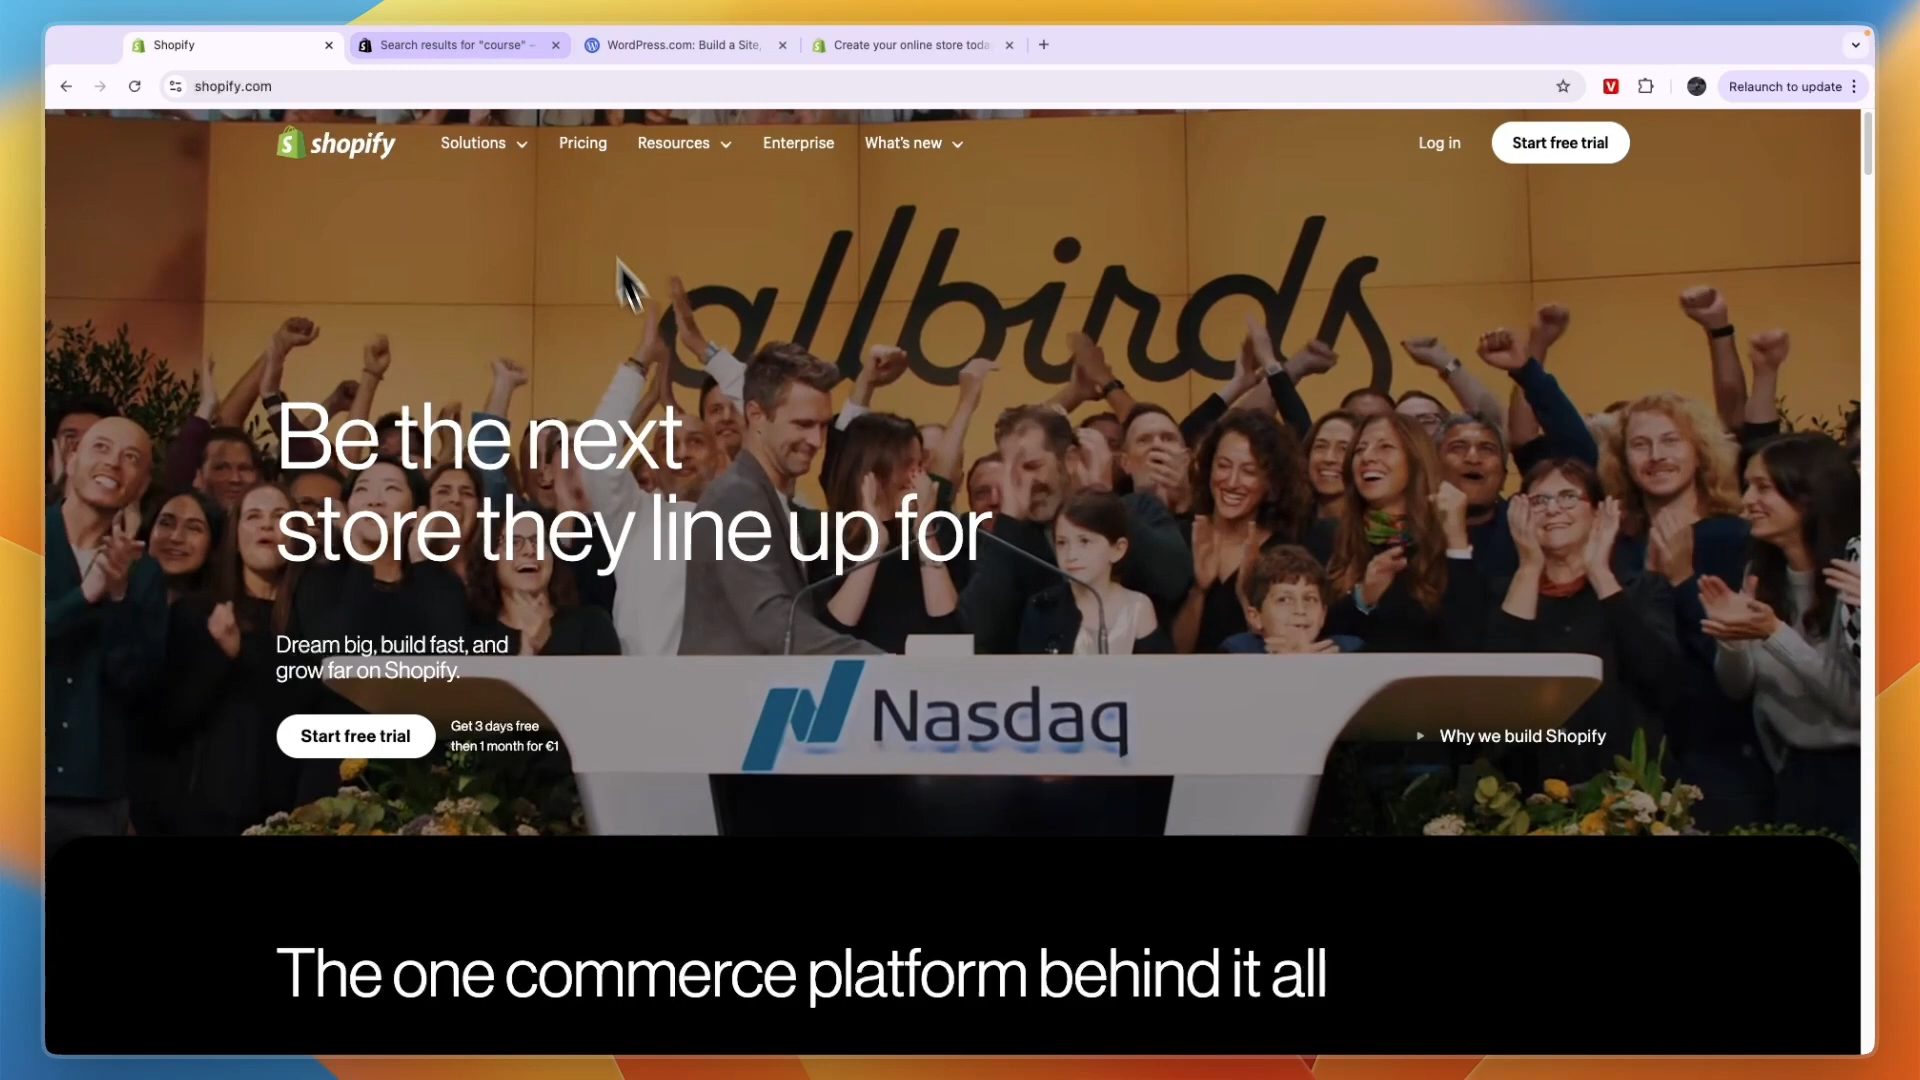 Shopify
Search results for "course" –
WordPress.com: Build a Site,
Create your online store toda
shopify.com
Relaunch to update
shopify
Solutions
Pricing
Resources
Enterprise
What's new
Log in
Start free trial
allbirds
Be the next
store they line up for
Dream big, build fast, and
grow far on Shopify.
Start free trial
Get 3 days free
then 1 month for €1
Nasdaq
Why we build Shopify
The one commerce platform behind it all